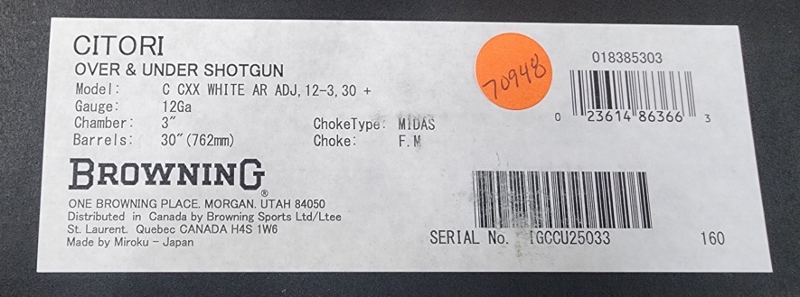 CITORI
OVER & UNDER SHOTGUN
Model: C CXX WHITE AR ADJ,12-3,30 +
Gauge: 12Ga
Chamber: 3" ChokeType: MIDAS
Barrels: 30"(762mm) Choke: F.M
BROWNING®
ONE BROWNING PLACE. MORGAN. UTAH 84050
Distributed in Canada by Browning Sports Ltd/Ltee
St. Laurent. Quebec CANADA H4S 1W6
Made by Miroku - Japan
70948
018385303
0 23614 86366 3
SERIAL No. IGCCU25033
160